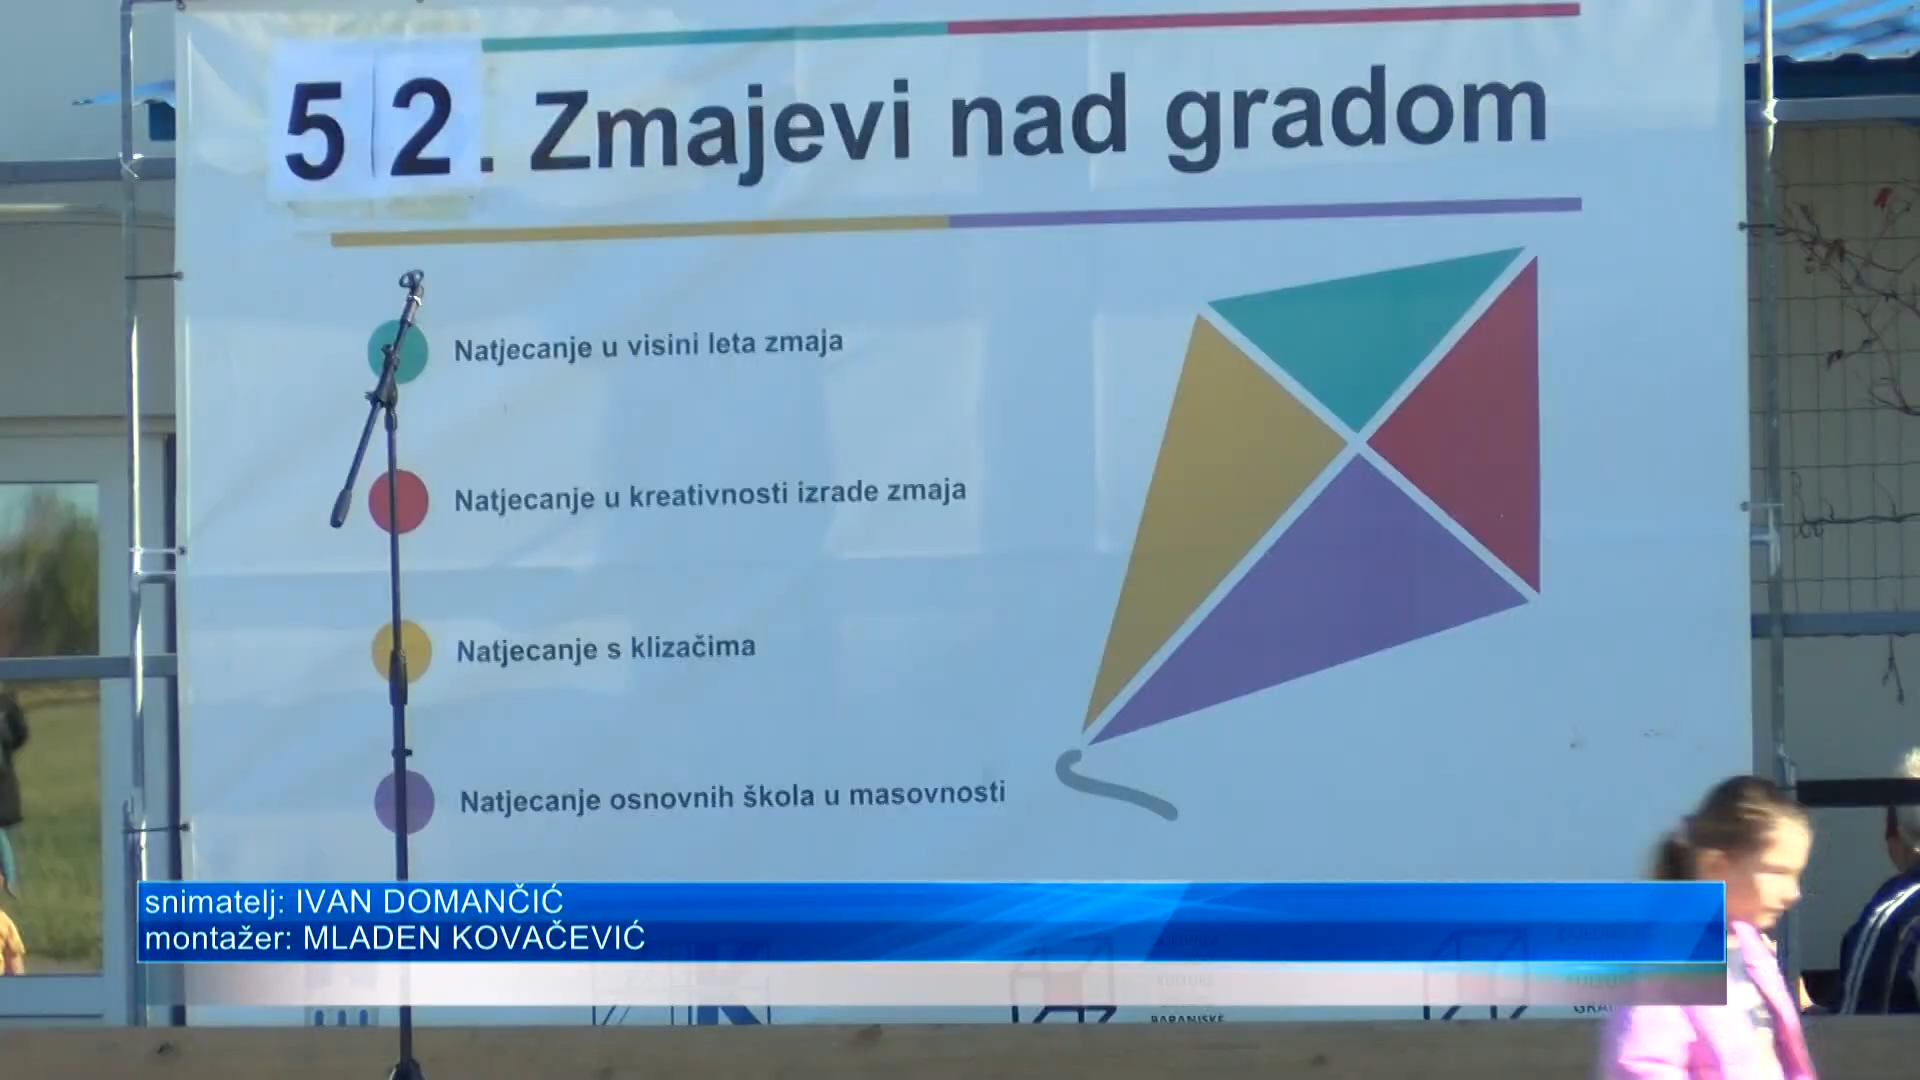 52. Zmajevi nad gradom
Natjecanje u visini leta zmaja
Natjecanje u kreativnosti izrade zmaja
Natjecanje s klizačima
Natjecanje osnovnih škola u masovnosti
snimatelj: IVAN DOMANČIĆ
montažer: MLADEN KOVAČEVIĆ
BARANJSKE